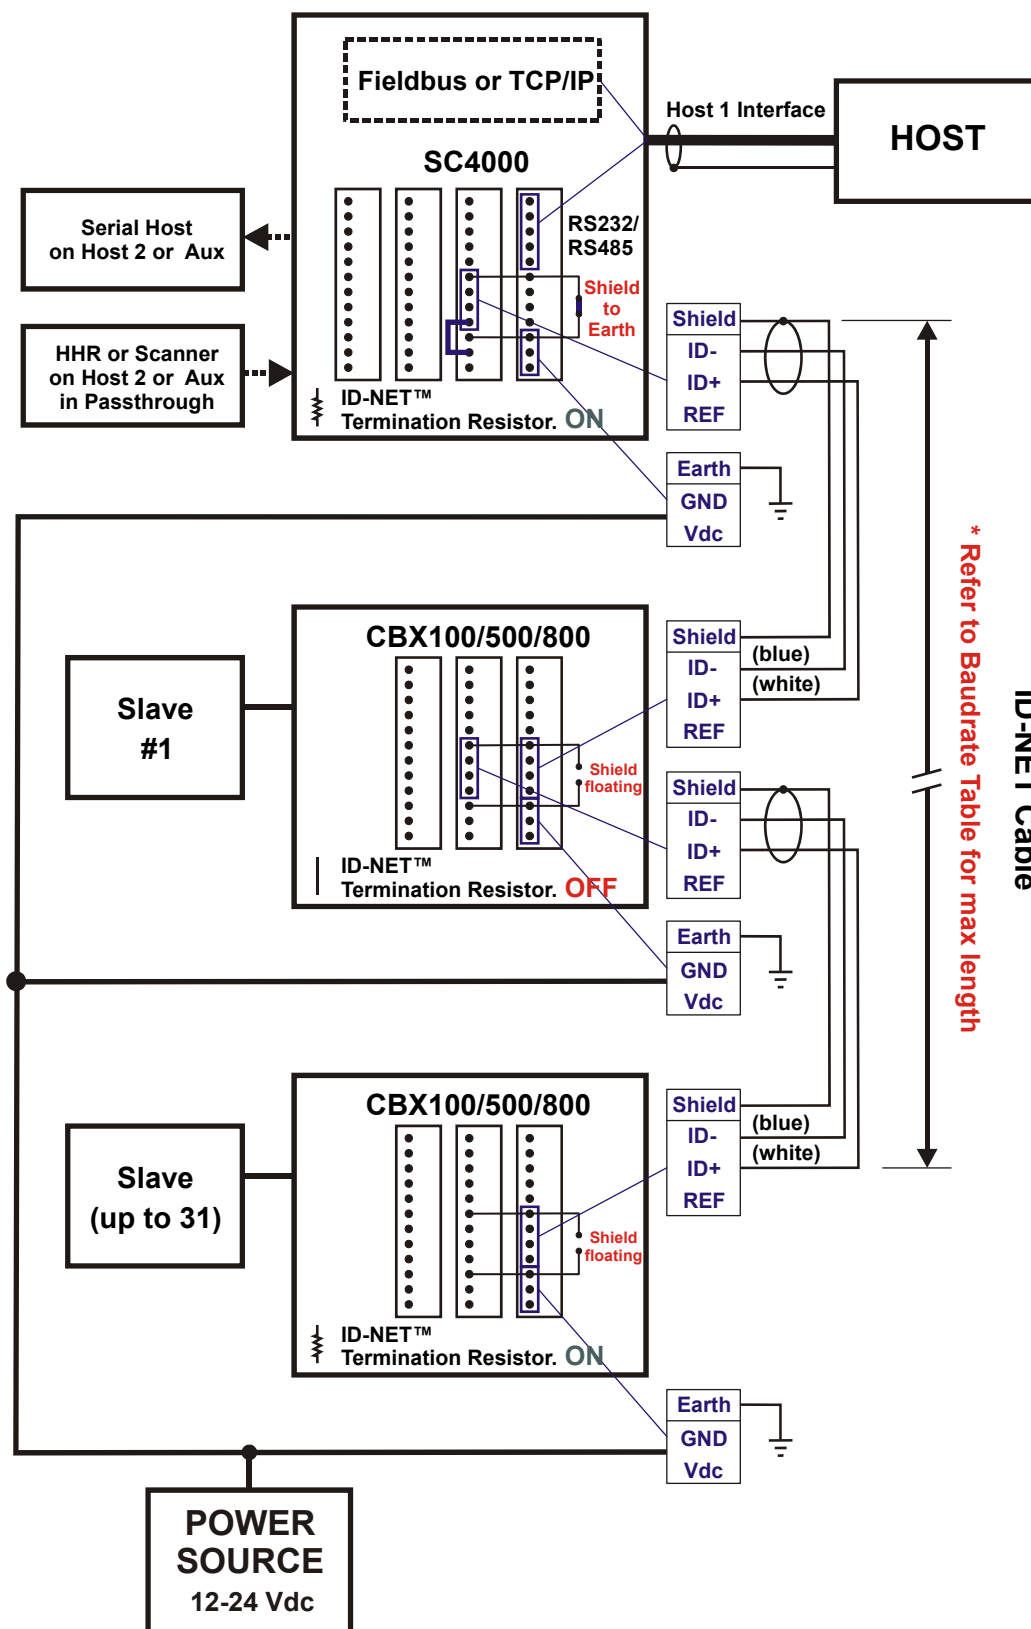 Fieldbus or TCP/IP
Host 1 Interface
HOST
SC4000
Serial Host
on Host 2 or Aux
RS232/
RS485
Shield
to
Earth
HHR or Scanner
on Host 2 or Aux
in Passthrough
ID-NET™
Termination Resistor. ON
Shield
ID-
ID+
REF
Earth
GND
Vdc
* Refer to Baudrate Table for max length
ID-NET Cable
CBX100/500/800
Slave
#1
Shield
floating
ID-NET™
Termination Resistor. OFF
Shield
ID- (blue)
ID+ (white)
REF
Shield
ID-
ID+
REF
Earth
GND
Vdc
CBX100/500/800
Slave
(up to 31)
Shield
floating
ID-NET™
Termination Resistor. ON
Shield
ID- (blue)
ID+ (white)
REF
Earth
GND
Vdc
POWER
SOURCE
12-24 Vdc